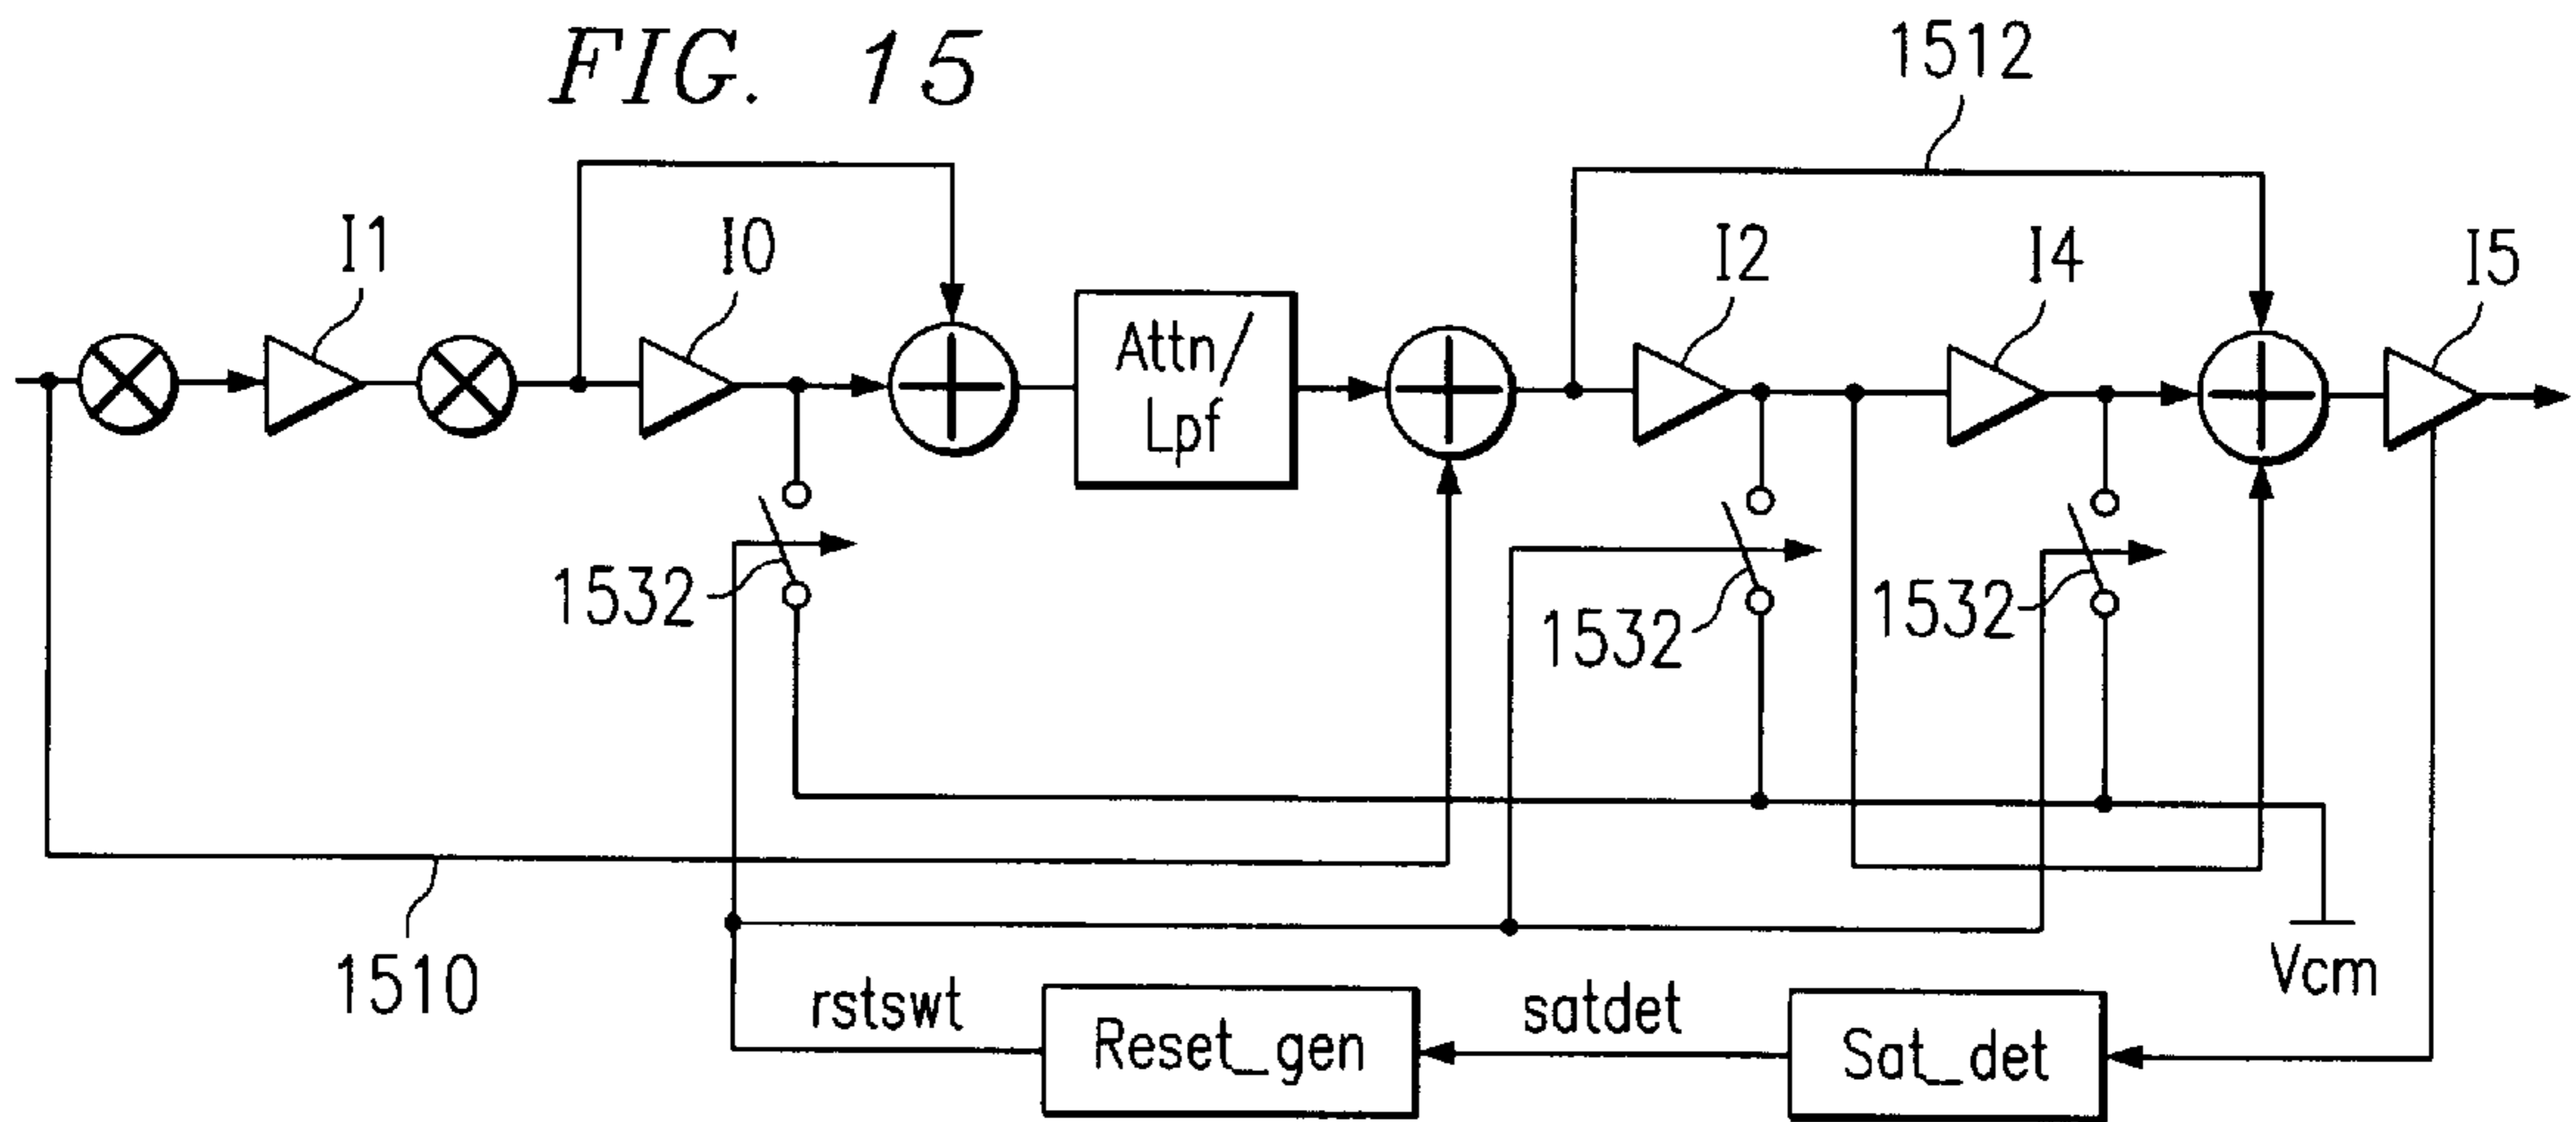 FIG. 15
1512
I1
I0
I2
I4
I5
Attn/
Lpf
1532
1532
1532
1510
Vcm
rstswt
Reset_gen
satdet
Sat_det